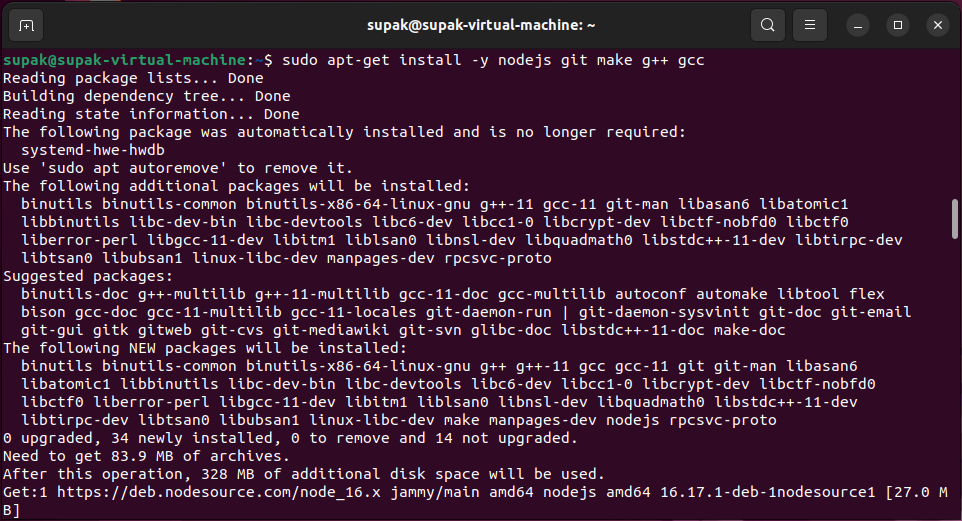 supak@supak-virtual-machine: ~
supak@supak-virtual-machine:~$ sudo apt-get install -y nodejs git make g++ gcc
Reading package lists... Done
Building dependency tree... Done
Reading state information... Done
The following package was automatically installed and is no longer required:
  systemd-hwe-hwdb
Use 'sudo apt autoremove' to remove it.
The following additional packages will be installed:
  binutils binutils-common binutils-x86-64-linux-gnu g++-11 gcc-11 git-man libasan6 libatomic1
  libbinutils libc-dev-bin libc-devtools libc6-dev libcc1-0 libcrypt-dev libctf-nobfd0 libctf0
  liberror-perl libgcc-11-dev libitm1 liblsan0 libnsl-dev libquadmath0 libstdc++-11-dev libtirpc-dev
  libtsan0 libubsan1 linux-libc-dev manpages-dev rpcsvc-proto
Suggested packages:
  binutils-doc g++-multilib g++-11-multilib gcc-11-doc gcc-multilib autoconf automake libtool flex
  bison gcc-doc gcc-11-multilib gcc-11-locales git-daemon-run | git-daemon-sysvinit git-doc git-email
  git-gui gitk gitweb git-cvs git-mediawiki git-svn glibc-doc libstdc++-11-doc make-doc
The following NEW packages will be installed:
  binutils binutils-common binutils-x86-64-linux-gnu g++ g++-11 gcc gcc-11 git git-man libasan6
  libatomic1 libbinutils libc-dev-bin libc-devtools libc6-dev libcc1-0 libcrypt-dev libctf-nobfd0
  libctf0 liberror-perl libgcc-11-dev libitm1 liblsan0 libnsl-dev libquadmath0 libstdc++-11-dev
  libtirpc-dev libtsan0 libubsan1 linux-libc-dev make manpages-dev nodejs rpcsvc-proto
0 upgraded, 34 newly installed, 0 to remove and 14 not upgraded.
Need to get 83.9 MB of archives.
After this operation, 328 MB of additional disk space will be used.
Get:1 https://deb.nodesource.com/node_16.x jammy/main amd64 nodejs amd64 16.17.1-deb-1nodesource1 [27.0 M
B]